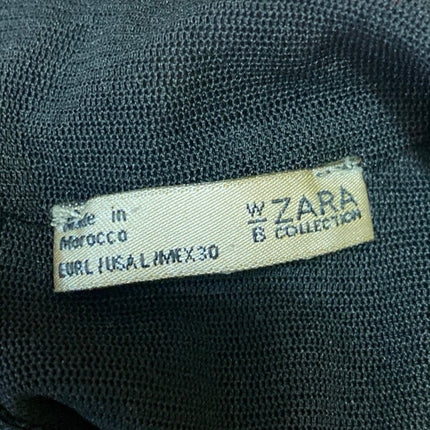 Made in
Morocco
EUR L / USA L / MEX 30
W/B ZARA
COLLECTION